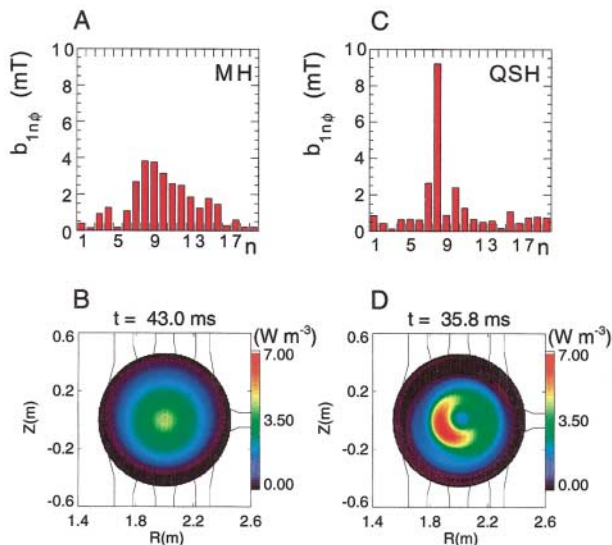 A
C
10
8
6
4
2
0
b1nφ (mT)
MH
1 5 9 13 17 n
10
8
6
4
2
0
b1nφ (mT)
QSH
1 5 9 13 17 n
B
t = 43.0 ms
(W m-3)
0.6
0.2
-0.2
-0.6
Z(m)
7.00
3.50
0.00
1.4 1.8 2.2 2.6
R(m)
D
t = 35.8 ms
(W m-3)
0.6
0.2
-0.2
-0.6
Z(m)
7.00
3.50
0.00
1.4 1.8 2.2 2.6
R(m)